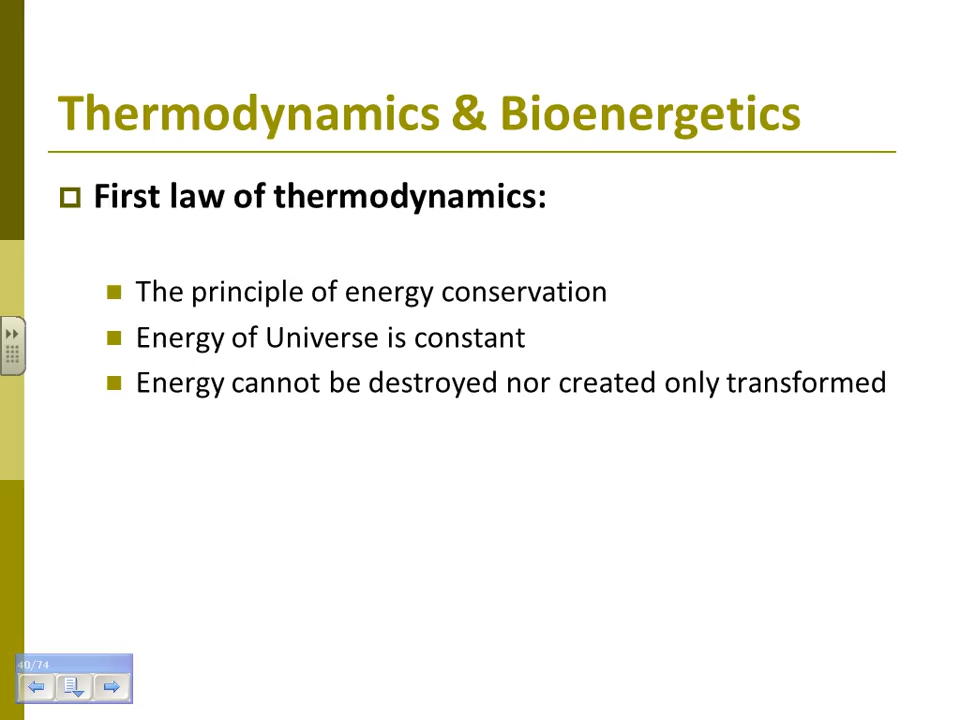 Thermodynamics & Bioenergetics
First law of thermodynamics:
The principle of energy conservation
Energy of Universe is constant
Energy cannot be destroyed nor created only transformed
40/74